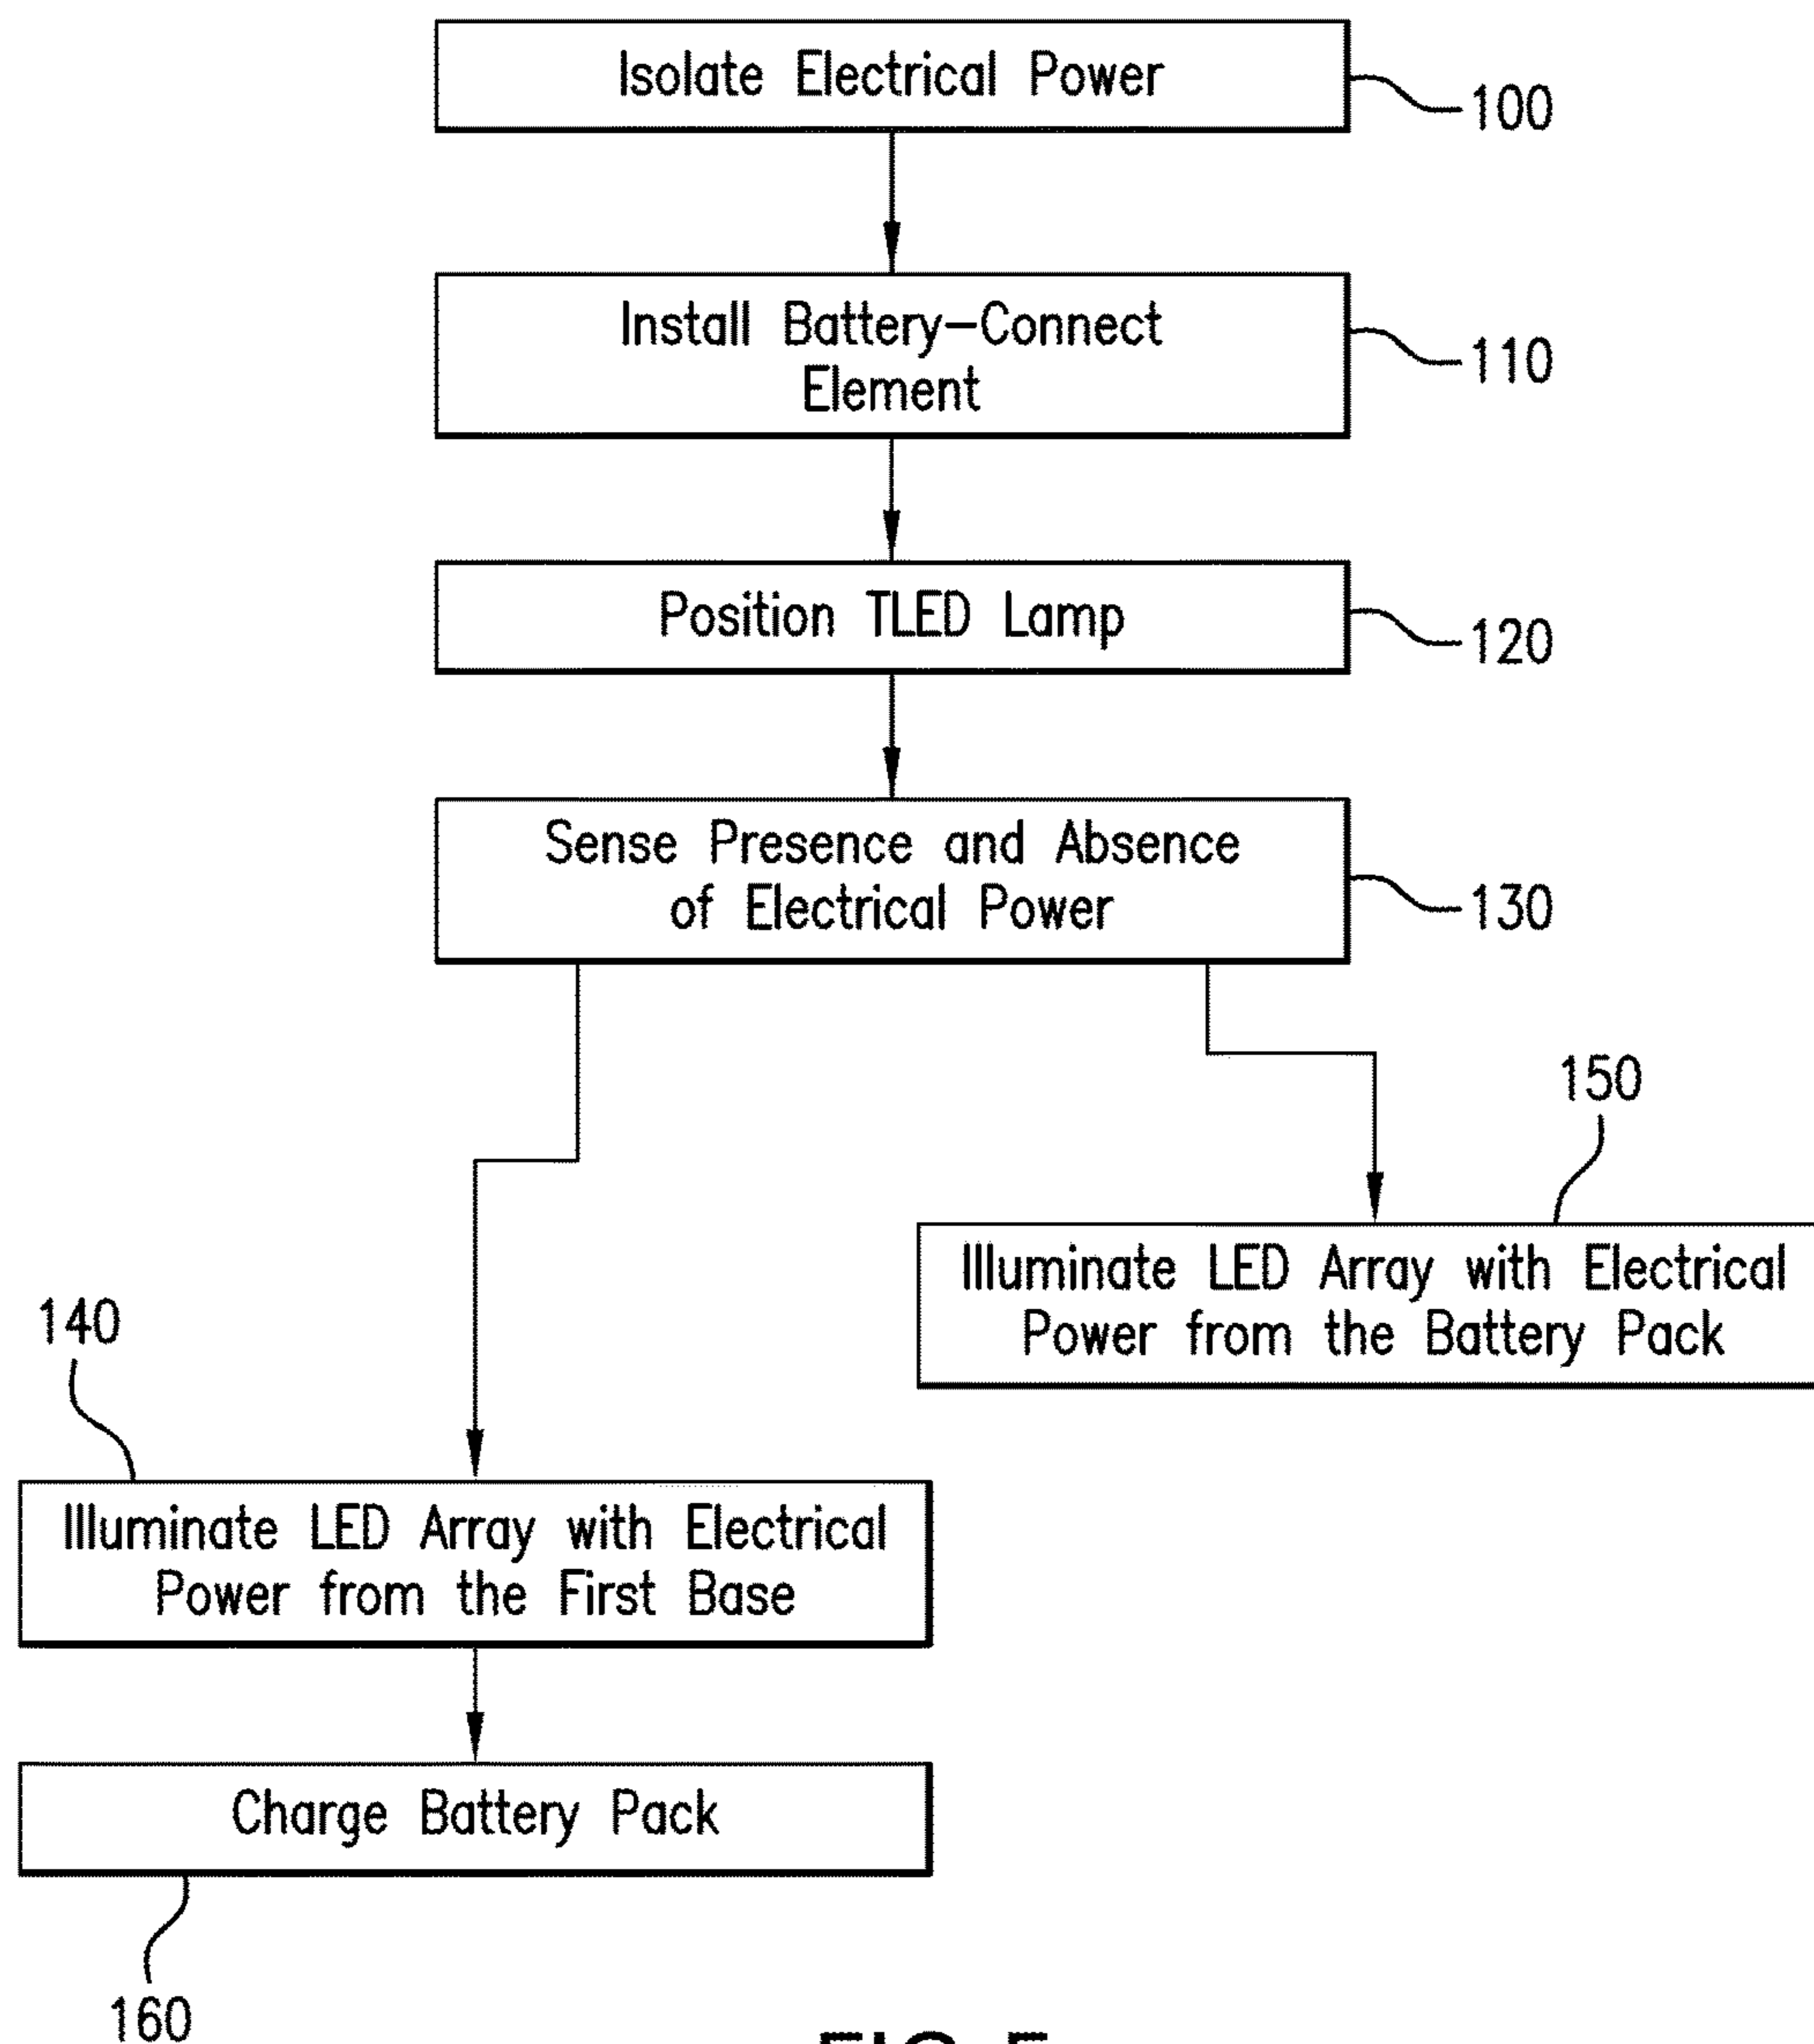 Isolate Electrical Power
100
Install Battery-Connect
Element
110
Position TLED Lamp
120
Sense Presence and Absence
of Electrical Power
130
150
Illuminate LED Array with Electrical
Power from the Battery Pack
140
Illuminate LED Array with Electrical
Power from the First Base
Charge Battery Pack
160